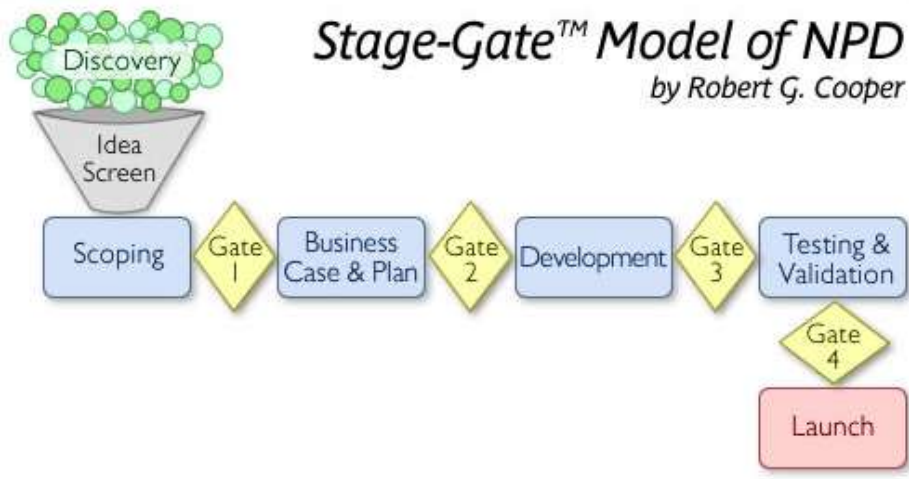 Stage-Gate™ Model of NPD
by Robert G. Cooper
Discovery
Idea
Screen
Scoping
Gate
1
Business
Case & Plan
Gate
2
Development
Gate
3
Testing &
Validation
Gate
4
Launch